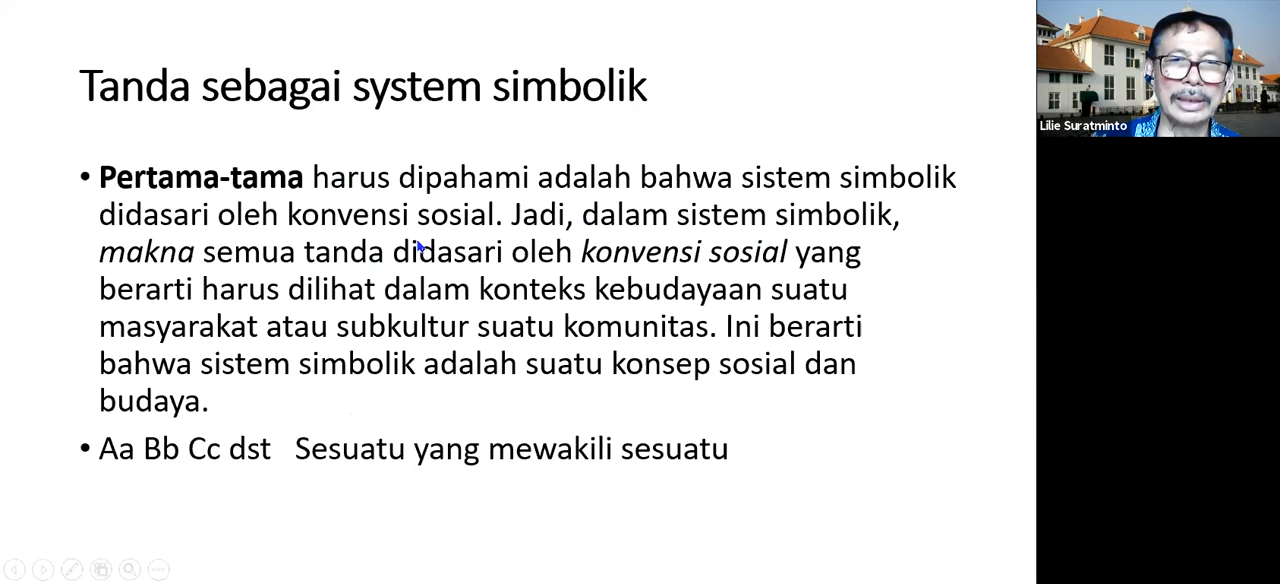 Tanda sebagai system simbolik
• Pertama-tama harus dipahami adalah bahwa sistem simbolik
didasari oleh konvensi sosial. Jadi, dalam sistem simbolik,
makna semua tanda didasari oleh konvensi sosial yang
berarti harus dilihat dalam konteks kebudayaan suatu
masyarakat atau subkultur suatu komunitas. Ini berarti
bahwa sistem simbolik adalah suatu konsep sosial dan
budaya.
• Aa Bb Cc dst   Sesuatu yang mewakili sesuatu
Lilie Suratminto